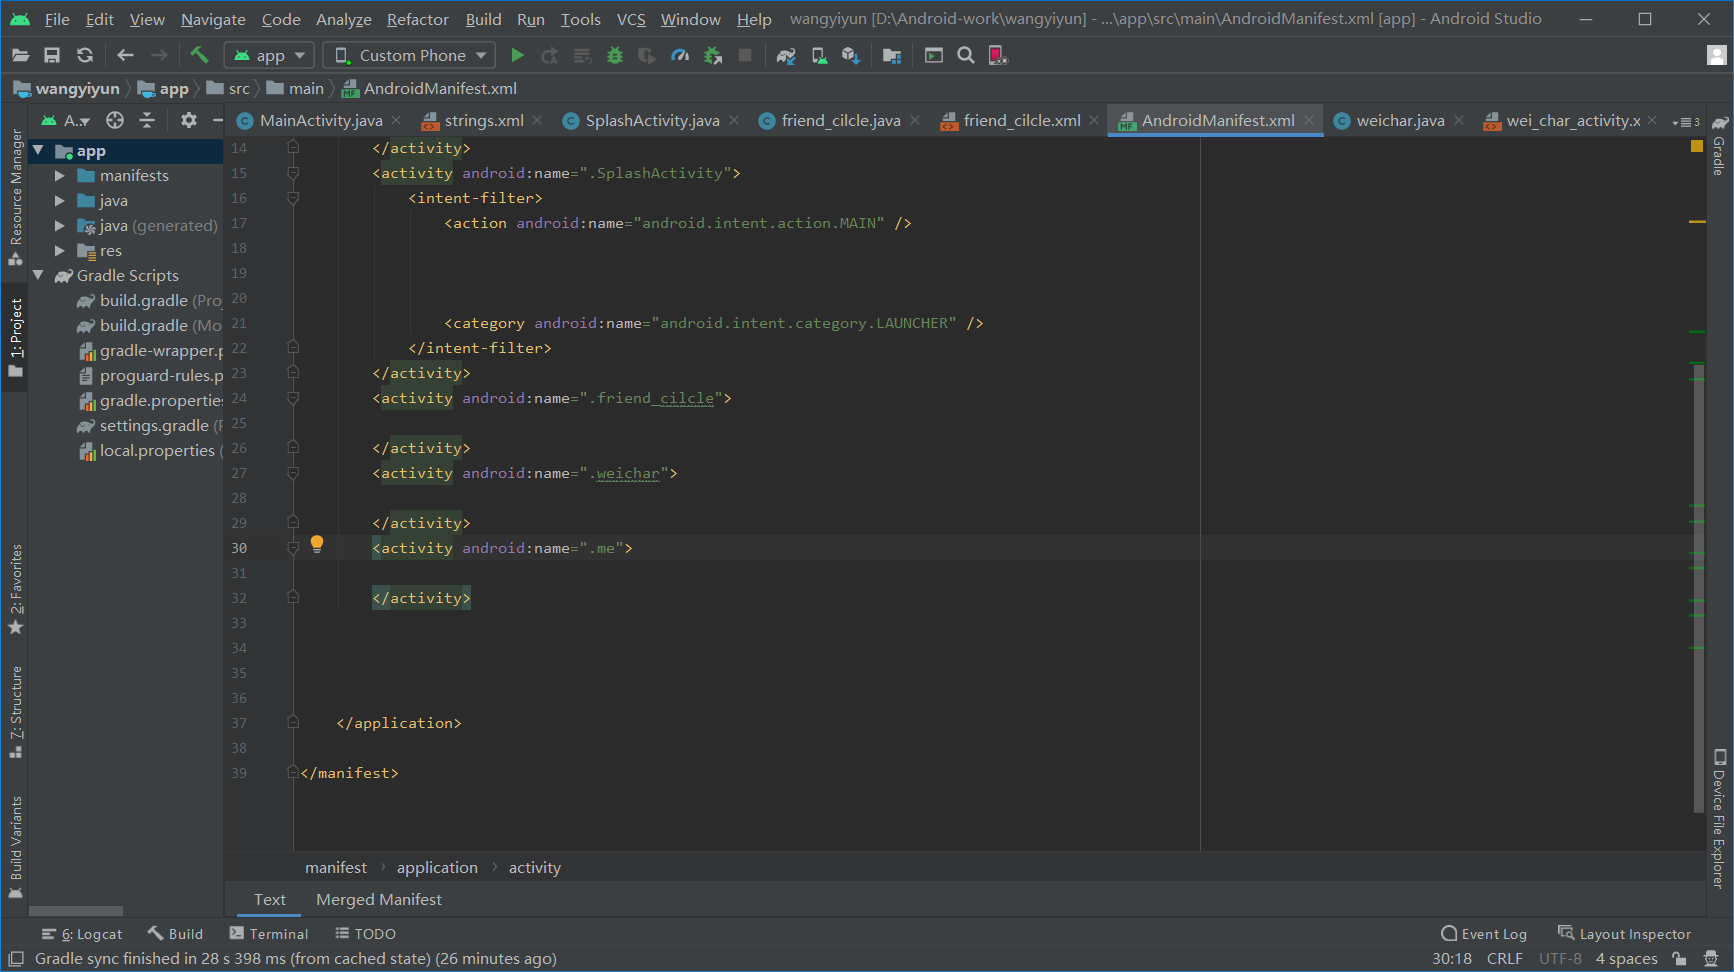 File Edit View Navigate Code Analyze Refactor Build Run Tools VCS Window Help wangyiyun [D:\Android-work\wangyiyun] - ...\app\src\main\AndroidManifest.xml [app] - Android Studio
app Custom Phone
wangyiyun app src main AndroidManifest.xml
A.. MainActivity.java strings.xml SplashActivity.java friend_cilcle.java friend_cilcle.xml AndroidManifest.xml weichar.java wei_char_activity.x 3
Resource Manager
1: Project
2: Favorites
7: Structure
Build Variants
app
manifests
java
java (generated)
res
Gradle Scripts
build.gradle (Pro
build.gradle (Mo
gradle-wrapper.p
proguard-rules.p
gradle.properties
settings.gradle (P
local.properties (
14 </activity>
15 <activity android:name=".SplashActivity">
16 <intent-filter>
17 <action android:name="android.intent.action.MAIN" />
18
19
20
21 <category android:name="android.intent.category.LAUNCHER" />
22 </intent-filter>
23 </activity>
24 <activity android:name=".friend_cilcle">
25
26 </activity>
27 <activity android:name=".weichar">
28
29 </activity>
30 <activity android:name=".me">
31
32 </activity>
33
34
35
36
37 </application>
38
39 </manifest>
Gradle
Device File Explorer
manifest › application › activity
Text Merged Manifest
6: Logcat Build Terminal TODO Event Log Layout Inspector
Gradle sync finished in 28 s 398 ms (from cached state) (26 minutes ago) 30:18 CRLF UTF-8 4 spaces